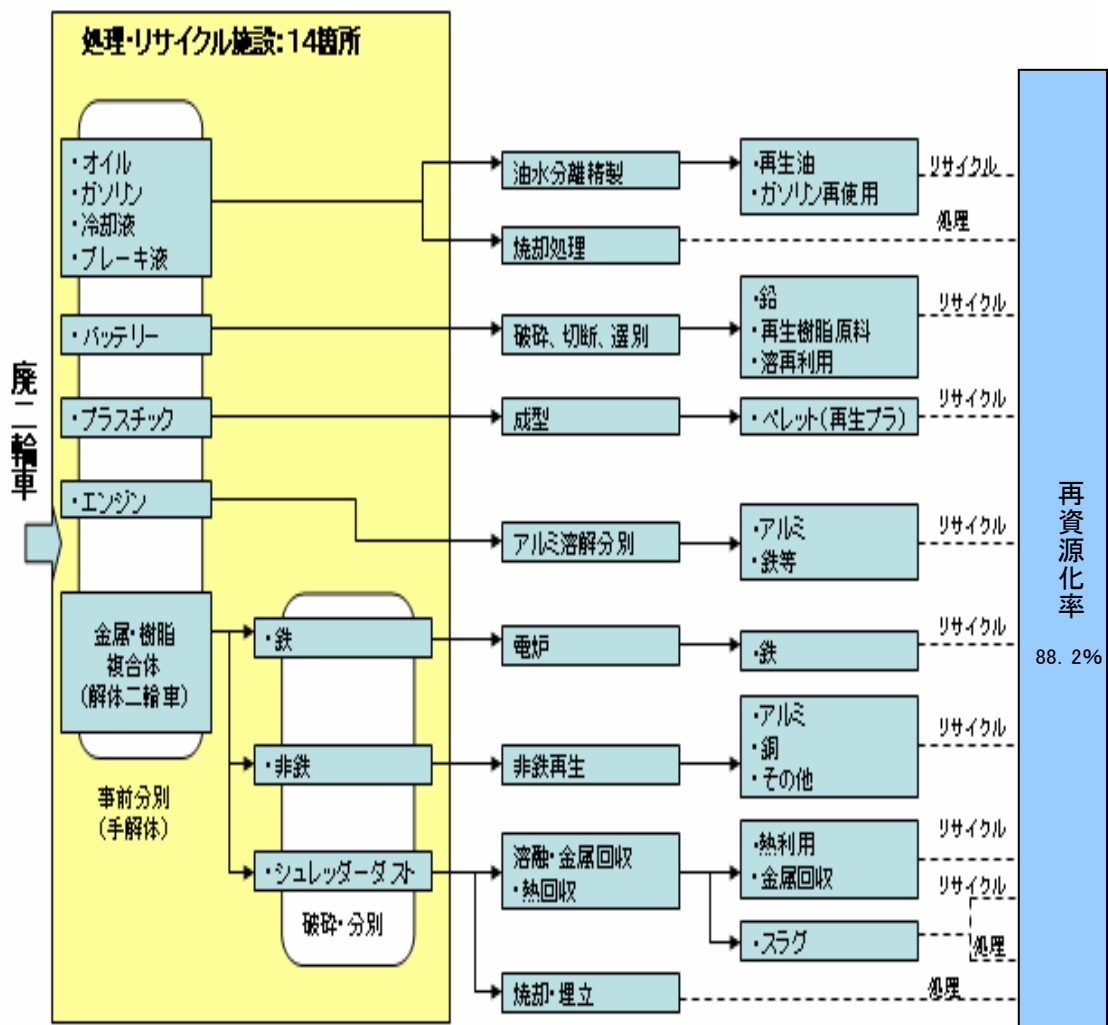 処理・リサイクル施設:14箇所
廃二輪車
・オイル
・ガソリン
・冷却液
・ブレーキ液
・バッテリー
・プラスチック
・エンジン
金属・樹脂
複合体
(解体二輪車)
事前分別
(手解体)
・鉄
・非鉄
・シュレッダーダスト
破砕・分別
油水分離精製
焼却処理
破砕、切断、選別
成型
アルミ溶解分別
電炉
非鉄再生
溶融・金属回収
・熱回収
焼却・埋立
・再生油
・ガソリン再使用
・鉛
・再生樹脂原料
・溶再利用
・ペレット(再生プラ)
・アルミ
・鉄等
・鉄
・アルミ
・銅
・その他
・熱利用
・金属回収
・スラグ
リサイクル
処理
リサイクル
リサイクル
リサイクル
リサイクル
リサイクル
リサイクル
リサイクル
処理
処理
再資源化率
88. 2%